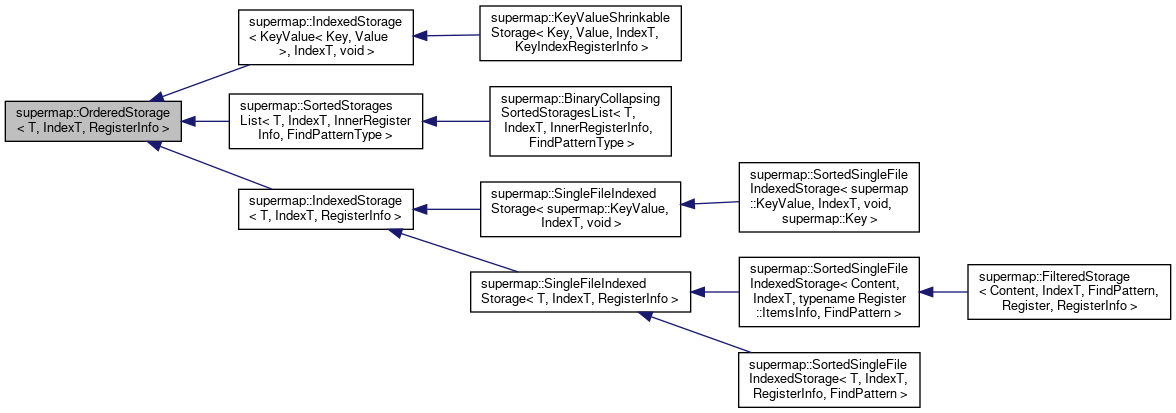 supermap::IndexedStorage
< KeyValue< Key, Value
>, IndexT, void >
supermap::KeyValueShrinkable
Storage< Key, Value, IndexT,
KeyIndexRegisterInfo >
supermap::OrderedStorage
< T, IndexT, RegisterInfo >
supermap::SortedStorages
List< T, IndexT, InnerRegister
Info, FindPatternType >
supermap::BinaryCollapsing
SortedStoragesList< T,
IndexT, InnerRegisterInfo,
FindPatternType >
supermap::IndexedStorage
< T, IndexT, RegisterInfo >
supermap::SingleFileIndexed
Storage< supermap::KeyValue,
IndexT, void >
supermap::SortedSingleFile
IndexedStorage< supermap
::KeyValue, IndexT, void,
supermap::Key >
supermap::SingleFileIndexed
Storage< T, IndexT, RegisterInfo >
supermap::SortedSingleFile
IndexedStorage< Content,
IndexT, typename Register
::ItemsInfo, FindPattern >
supermap::FilteredStorage
< Content, IndexT, FindPattern,
Register, RegisterInfo >
supermap::SortedSingleFile
IndexedStorage< T, IndexT,
RegisterInfo, FindPattern >